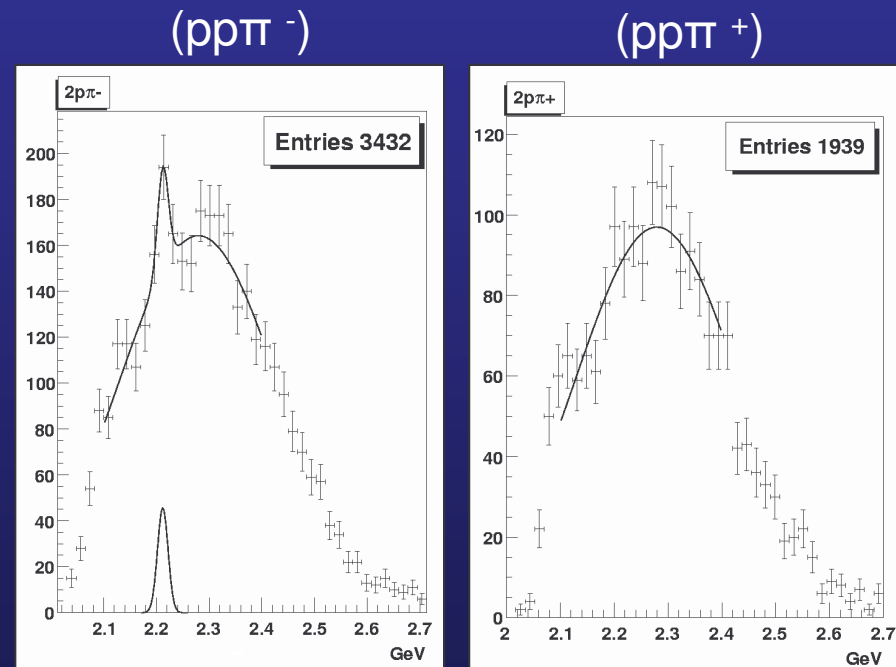 (ppπ -)
(ppπ +)
2pπ-
Entries 3432
200
180
160
140
120
100
80
60
40
20
0
2.1 2.2 2.3 2.4 2.5 2.6 2.7
GeV
2pπ+
Entries 1939
120
100
80
60
40
20
0
2 2.1 2.2 2.3 2.4 2.5 2.6 2.7
GeV